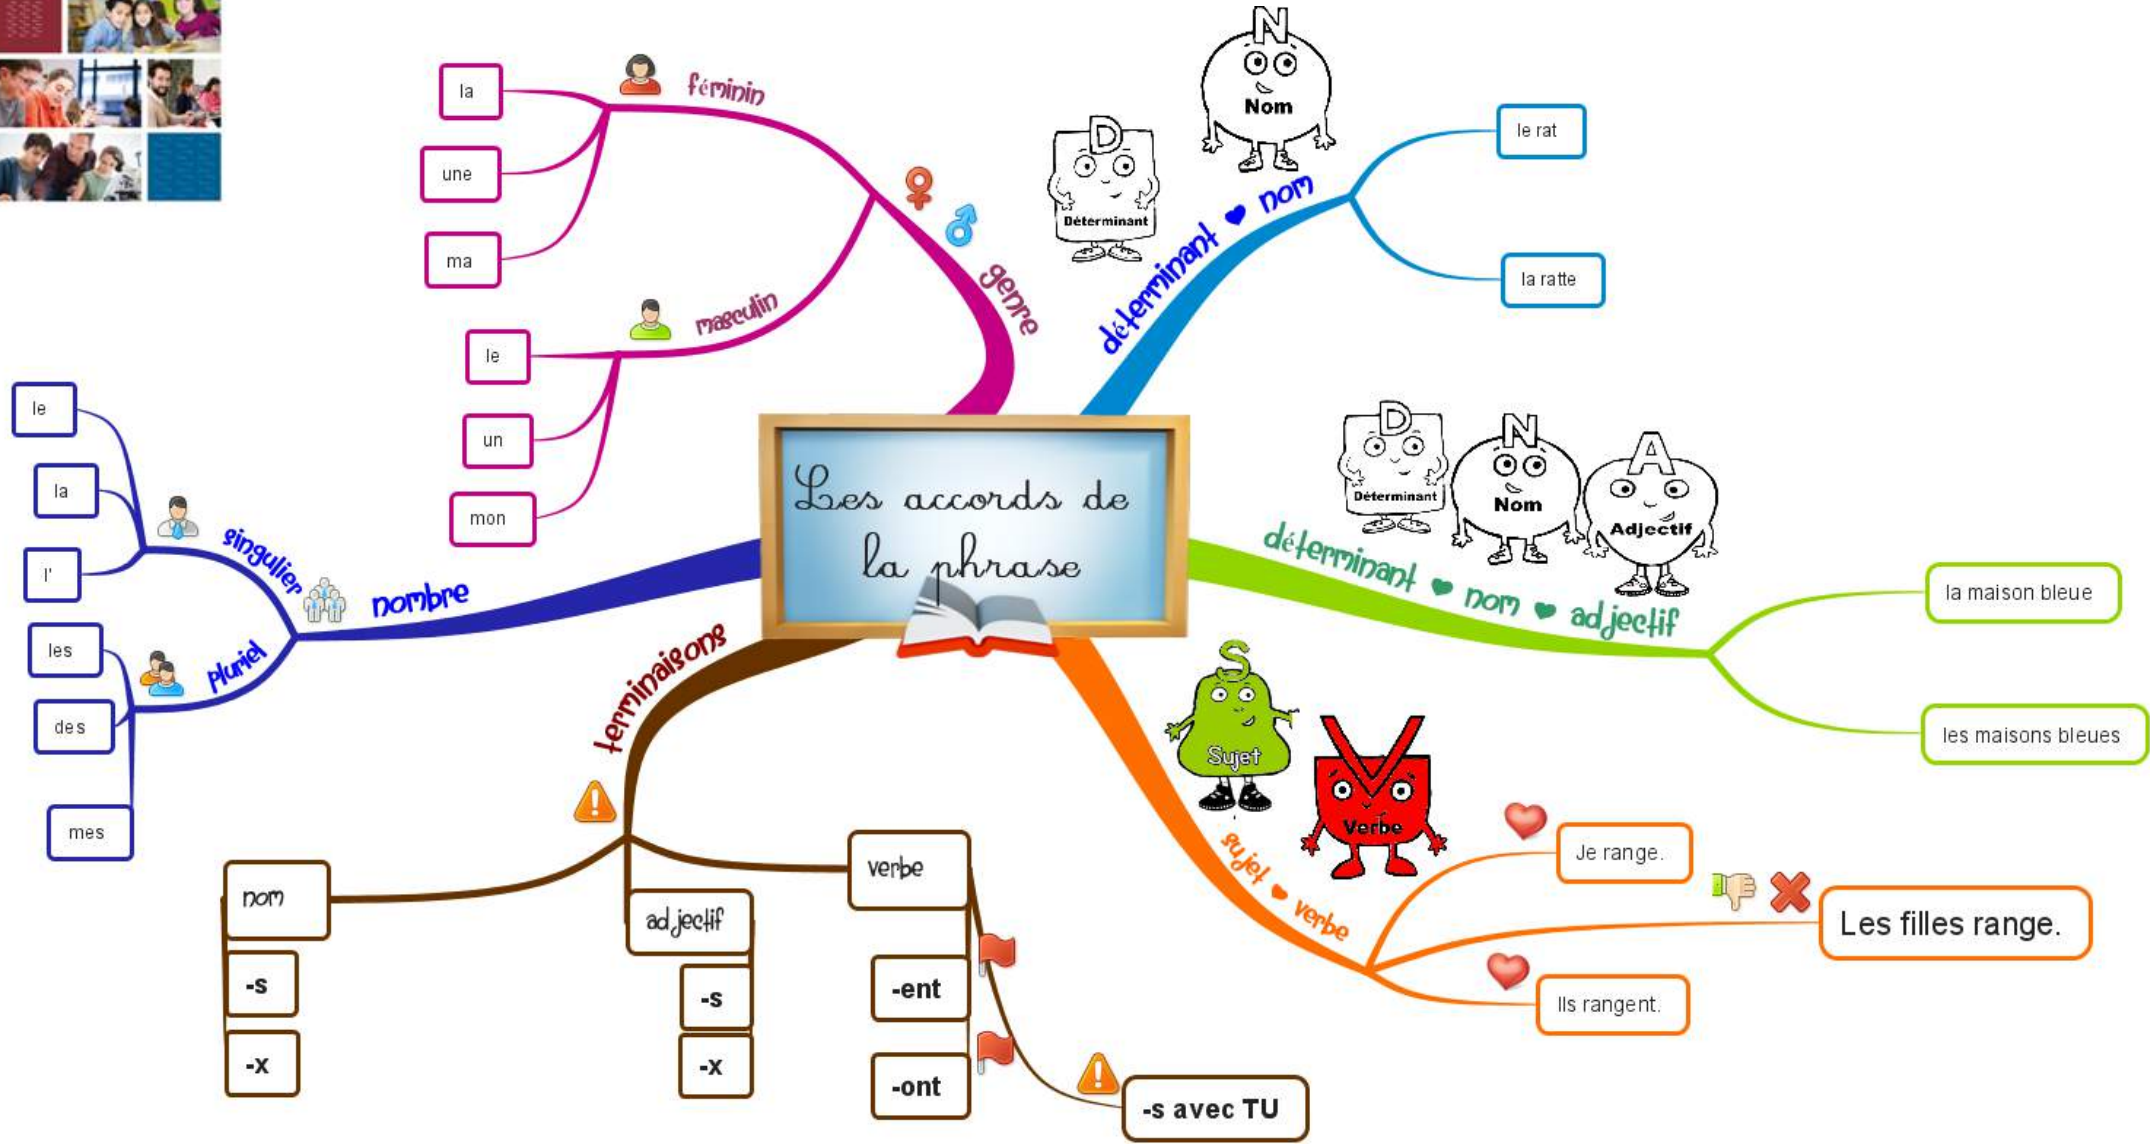 Les accords de
la phrase
genre
féminin
la
une
ma
masculin
le
un
mon
nombre
singulier
le
la
l'
pluriel
les
des
mes
terminaisons
nom
-s
-x
adjectif
-s
-x
verbe
-ent
-ont
-s avec TU
déterminant nom
D
Déterminant
N
Nom
le rat
la ratte
déterminant nom adjectif
D
Déterminant
N
Nom
A
Adjectif
la maison bleue
les maisons bleues
sujet verbe
S
Sujet
V
Verbe
Je range.
Les filles range.
Ils rangent.